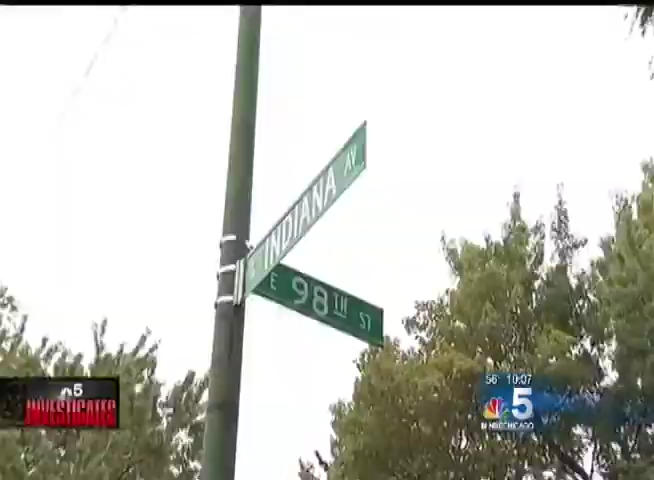 S INDIANA AV
E 98TH ST
5
INVESTIGATES
56° 10:07
5
NBCCHICAGO